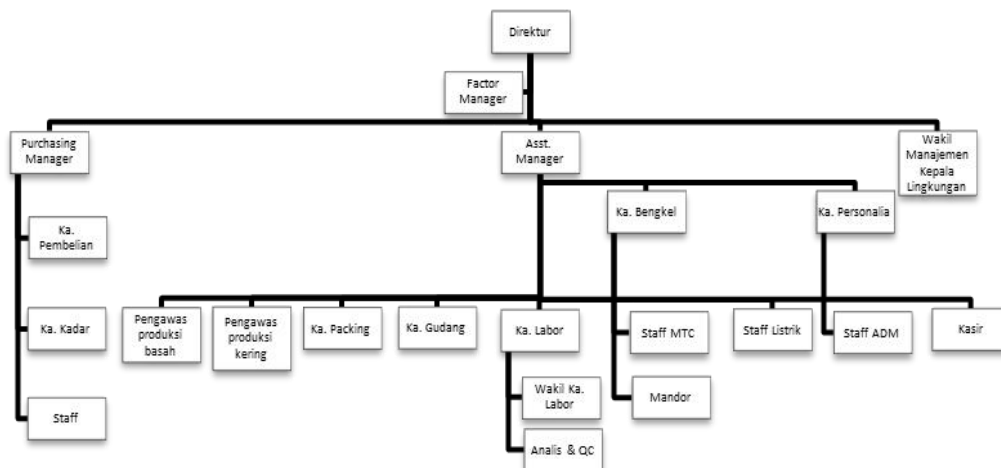 Direktur
Factor
Manager
Purchasing
Manager
Asst.
Manager
Wakil
Manajemen
Kepala
Lingkungan
Ka. Bengkel
Ka. Personalia
Ka.
Pembelian
Ka. Kadar
Pengawas
produksi
basah
Pengawas
produksi
kering
Ka. Packing
Ka. Gudang
Ka. Labor
Staff MTC
Staff Listrik
Staff ADM
Kasir
Wakil Ka.
Labor
Mandor
Staff
Analis & QC